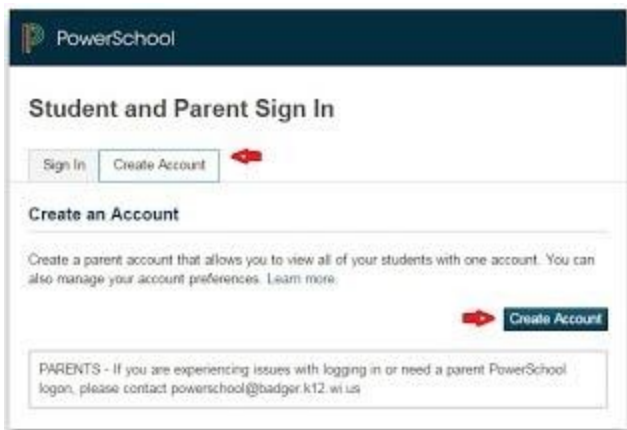 PowerSchool
Student and Parent Sign In
Sign In
Create Account
Create an Account
Create a parent account that allows you to view all of your students with one account. You can
also manage your account preferences. Learn more.
Create Account
PARENTS - If you are experiencing issues with logging in or need a parent PowerSchool
logon, please contact powerschool@badger.k12.wi.us